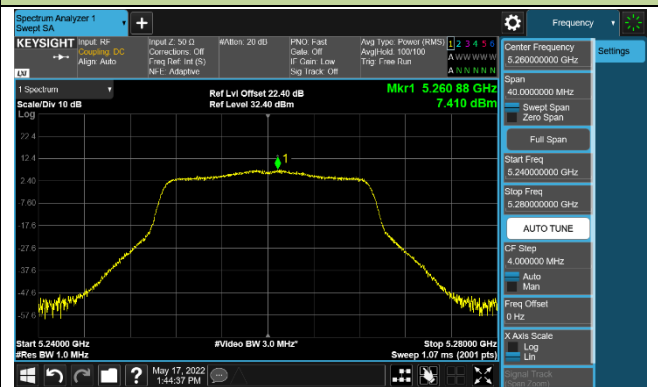 Spectrum Analyzer 1
Swept SA
Frequency
KEYSIGHT
Input: RF
Coupling: DC
Align: Auto
Input Z: 50 Ω
Corrections: Off
Freq Ref: Int (S)
NFE: Adaptive
#Atten: 20 dB
PNO: Fast
Gate: Off
IF Gain: Low
Sig Track: Off
Avg Type: Power (RMS)
Avg|Hold: 100/100
Trig: Free Run
1 2 3 4 5 6
A W W W W W
A N N N N N
LXI
1 Spectrum
Scale/Div 10 dB
Log
Ref Lvl Offset 22.40 dB
Ref Level 32.40 dBm
Mkr1 5.260 88 GHz
7.410 dBm
22.4
12.4
2.40
-7.60
-17.6
-27.6
-37.6
-47.6
-57.6
1
Start 5.24000 GHz
#Res BW 1.0 MHz
#Video BW 3.0 MHz*
Stop 5.28000 GHz
Sweep 1.07 ms (2001 pts)
Center Frequency
5.260000000 GHz
Span
40.0000000 MHz
Swept Span
Zero Span
Full Span
Start Freq
5.240000000 GHz
Stop Freq
5.280000000 GHz
AUTO TUNE
CF Step
4.000000 MHz
Auto
Man
Freq Offset
0 Hz
X Axis Scale
Log
Lin
Signal Track
(Span Zoom)
Settings
May 17, 2022
1:44:37 PM